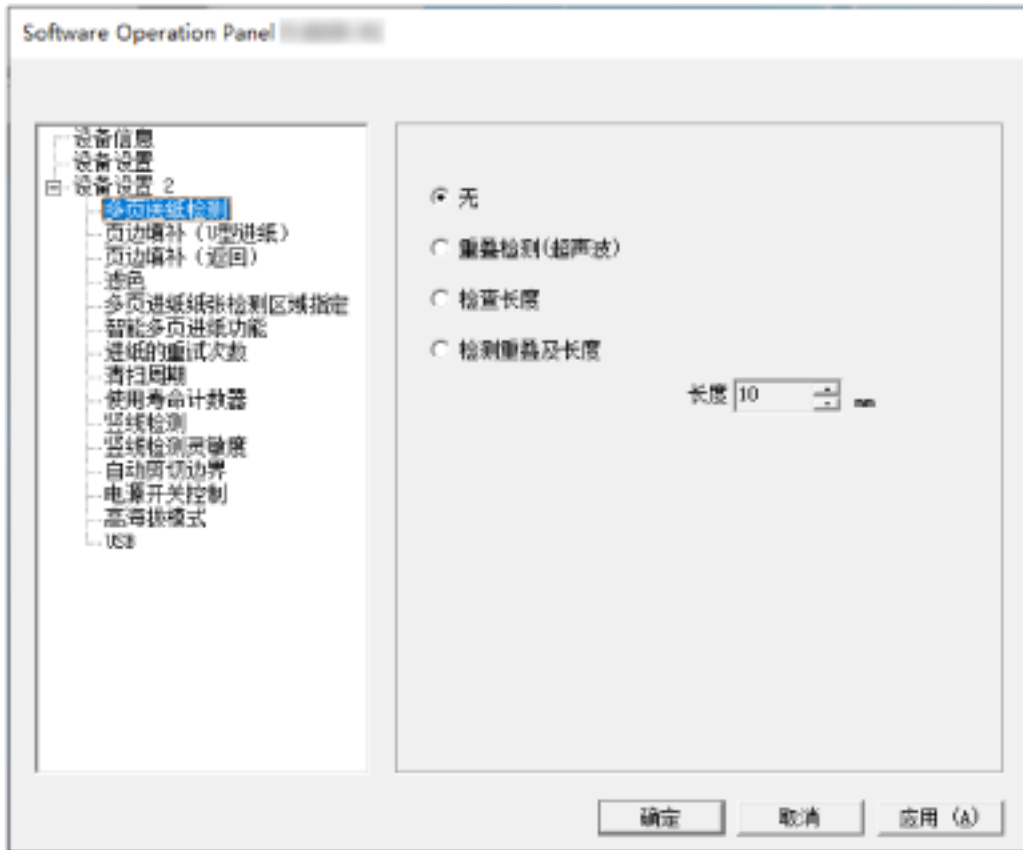 Software Operation Panel
设备信息
设备设置
设备设置 2
多页送纸检测
页边填补（U型进纸）
页边填补（返回）
滤色
多页进纸纸张检测区域指定
智能多页进纸功能
进纸的重试次数
清扫周期
使用寿命计数器
竖线检测
竖线检测灵敏度
自动剪切边界
电源开关控制
高海拔模式
USB
无
重叠检测(超声波)
检查长度
检测重叠及长度
长度 10 mm
确定 取消 应用 (A)